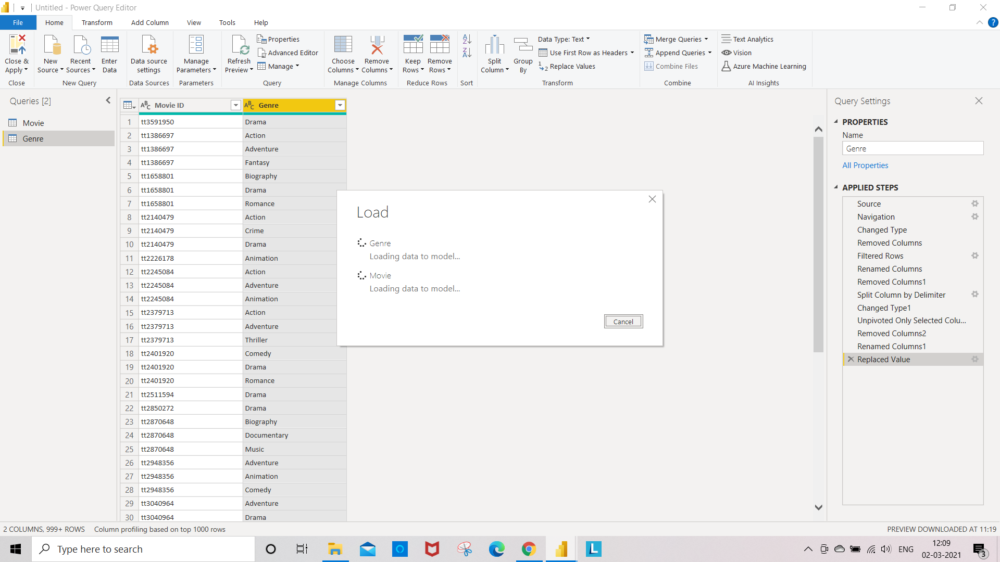 Untitled - Power Query Editor
File Home Transform Add Column View Tools Help
Close & Apply
Close
New Source
Recent Sources
Enter Data
New Query
Data source settings
Data Sources
Manage Parameters
Parameters
Refresh Preview
Properties
Advanced Editor
Manage
Query
Choose Columns
Remove Columns
Manage Columns
Keep Rows
Remove Rows
Reduce Rows
Sort
Split Column
Group By
Data Type: Text
Use First Row as Headers
Replace Values
Transform
Merge Queries
Append Queries
Combine Files
Combine
Text Analytics
Vision
Azure Machine Learning
AI Insights
Queries [2]
Movie
Genre
Movie ID Genre
1 tt3591950 Drama
2 tt1386697 Action
3 tt1386697 Adventure
4 tt1386697 Fantasy
5 tt1658801 Biography
6 tt1658801 Drama
7 tt1658801 Romance
8 tt2140479 Action
9 tt2140479 Crime
10 tt2140479 Drama
11 tt2226178 Animation
12 tt2245084 Action
13 tt2245084 Adventure
14 tt2245084 Animation
15 tt2379713 Action
16 tt2379713 Adventure
17 tt2379713 Thriller
18 tt2401920 Comedy
19 tt2401920 Drama
20 tt2401920 Romance
21 tt2511594 Drama
22 tt2850272 Drama
23 tt2870648 Biography
24 tt2870648 Documentary
25 tt2870648 Music
26 tt2948356 Adventure
27 tt2948356 Animation
28 tt2948356 Comedy
29 tt3040964 Adventure
30 tt3040964 Drama
Load
Genre
Loading data to model...
Movie
Loading data to model...
Cancel
Query Settings
PROPERTIES
Name
Genre
All Properties
APPLIED STEPS
Source
Navigation
Changed Type
Removed Columns
Filtered Rows
Renamed Columns
Removed Columns1
Split Column by Delimiter
Changed Type1
Unpivoted Only Selected Colu...
Removed Columns2
Renamed Columns1
Replaced Value
2 COLUMNS, 999+ ROWS Column profiling based on top 1000 rows
PREVIEW DOWNLOADED AT 11:19
Type here to search
L
ENG
12:09
02-03-2021
3